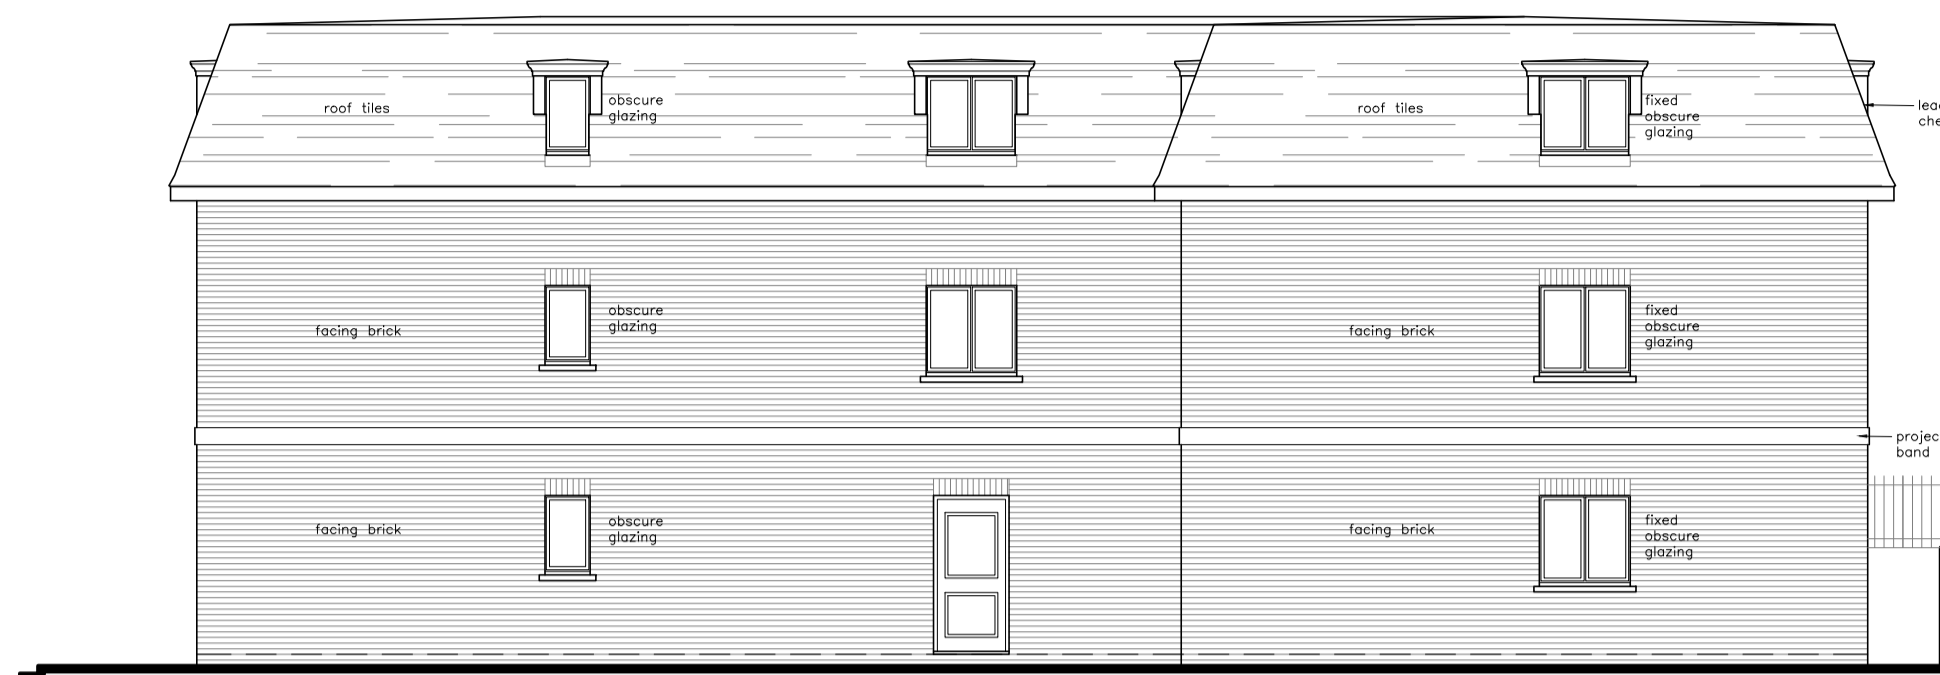 roof tiles
obscure
glazing
roof tiles
fixed
obscure
glazing
facing brick
obscure
glazing
facing brick
fixed
obscure
glazing
band
facing brick
obscure
glazing
facing brick
fixed
obscure
glazing